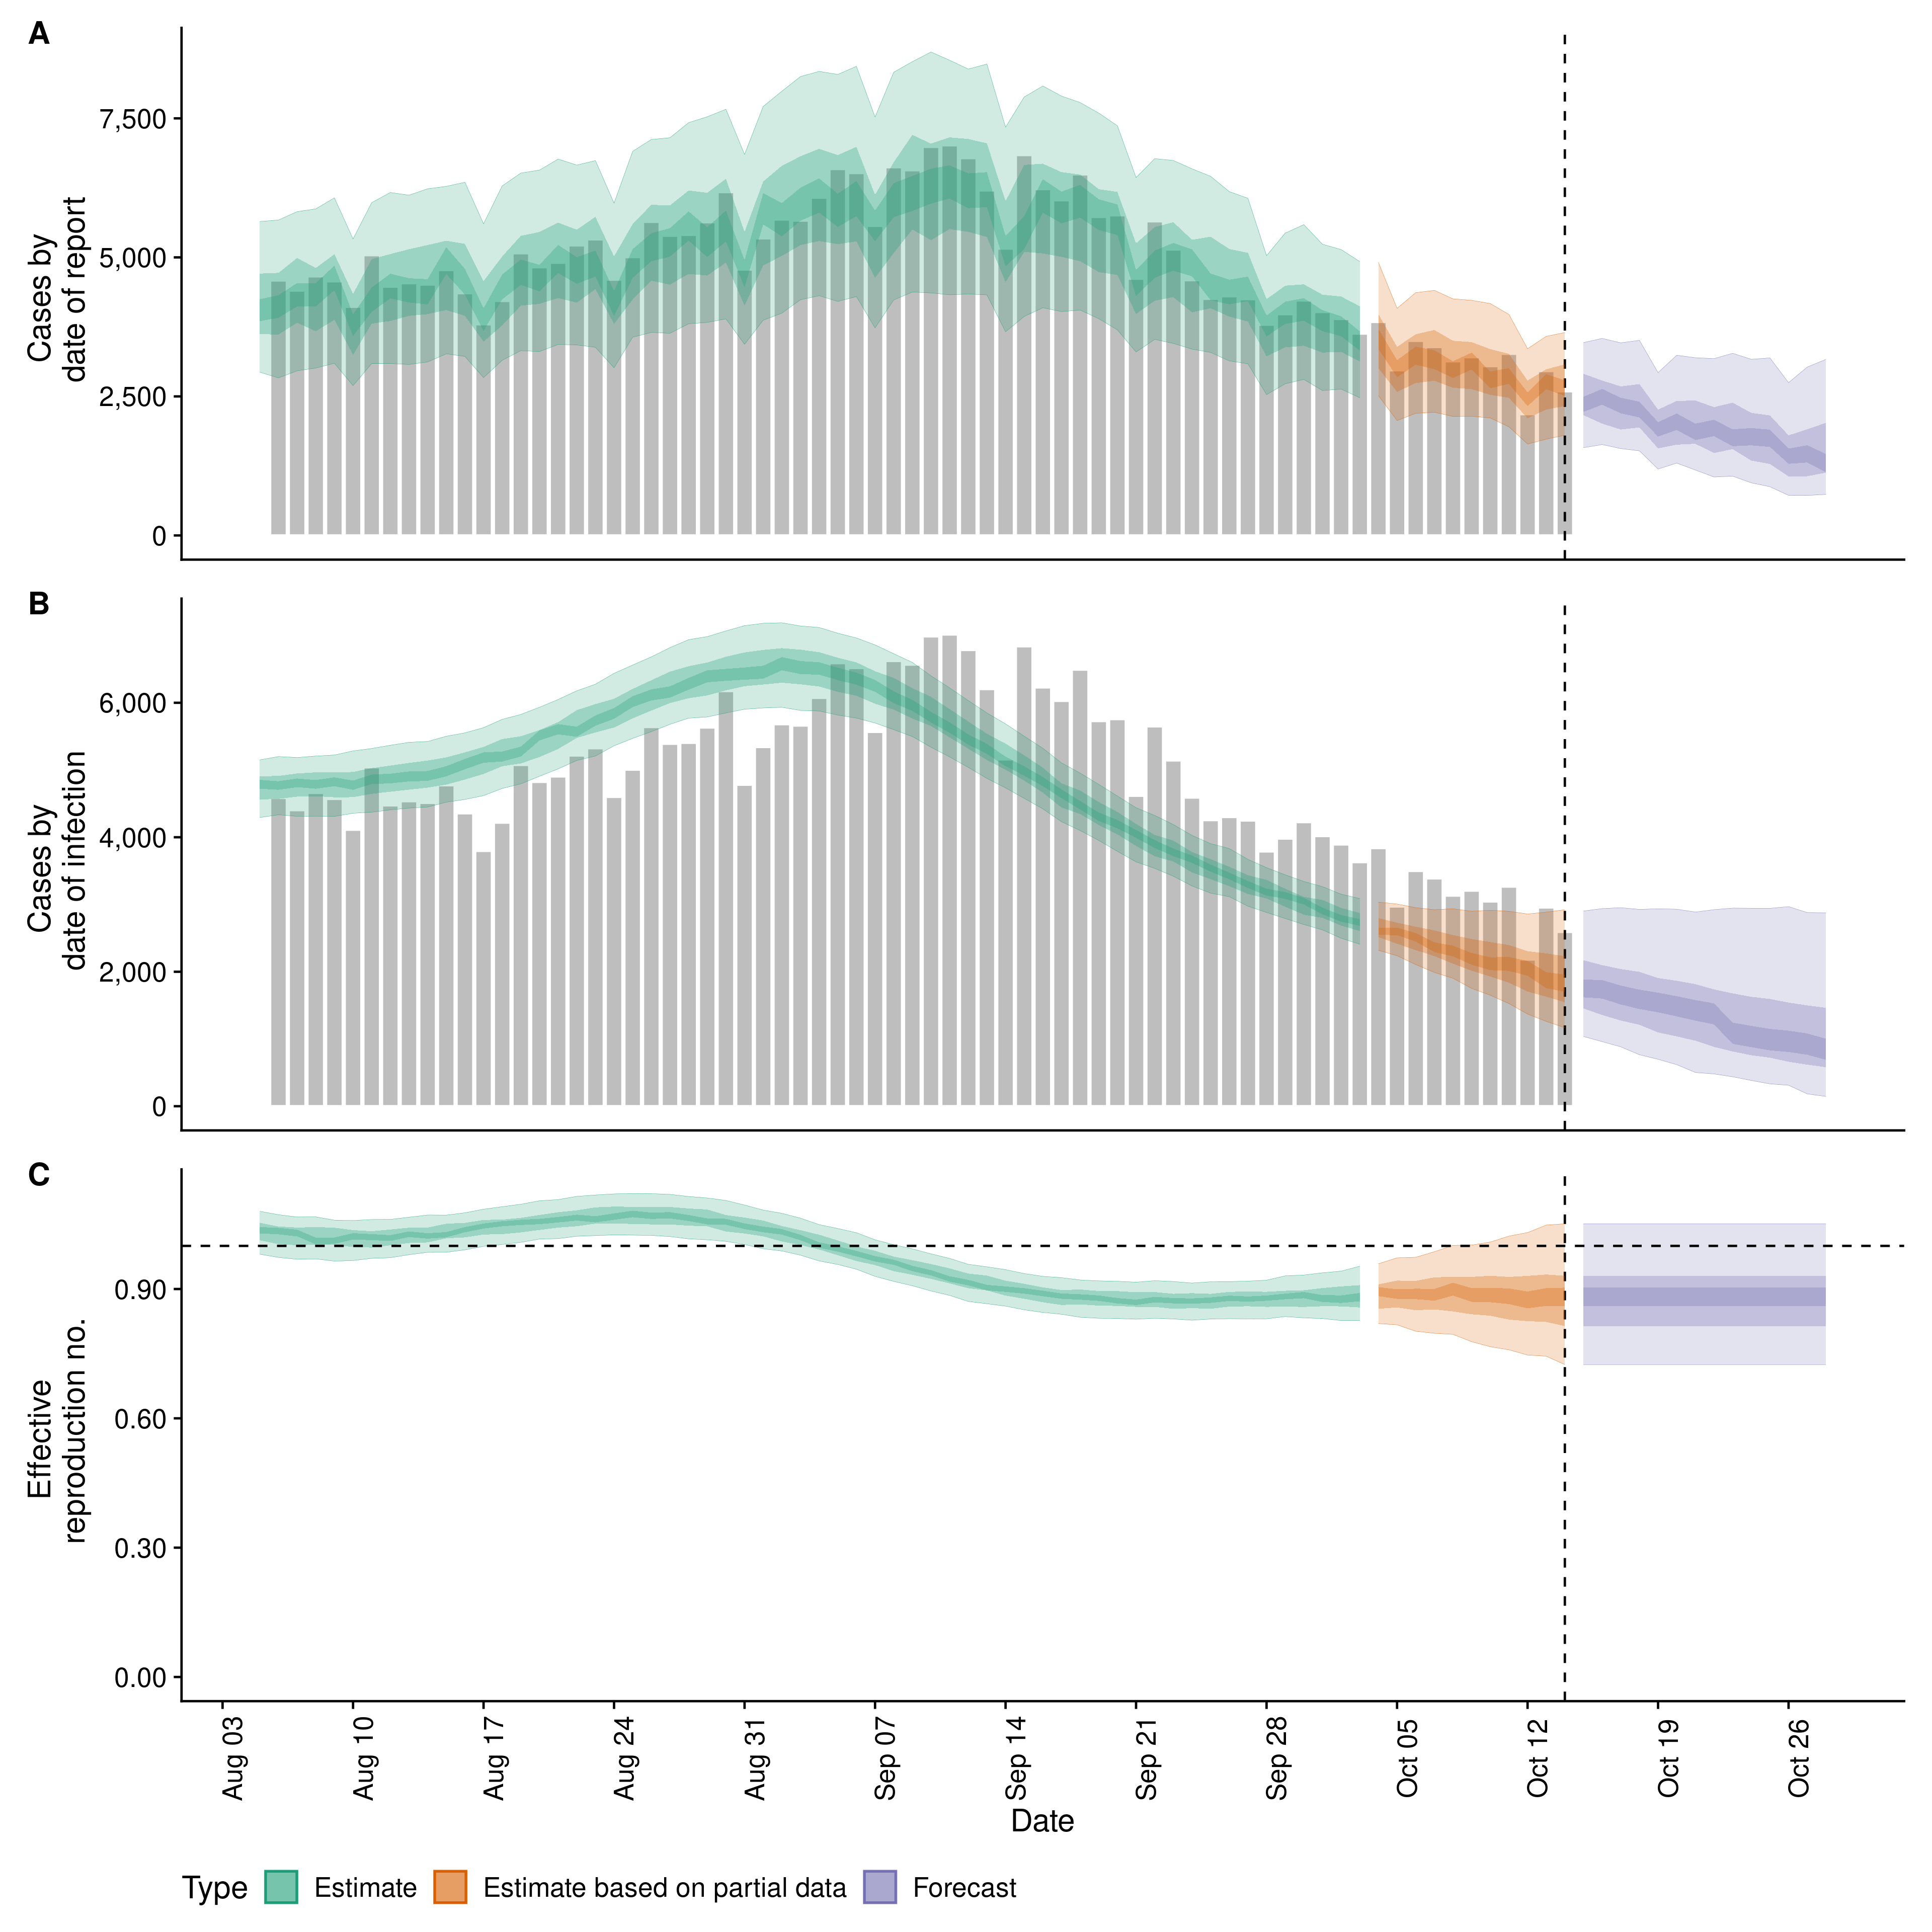 A
Cases by
date of report
7,500
5,000
2,500
0
B
Cases by
date of infection
6,000
4,000
2,000
0
C
Effective
reproduction no.
0.90
0.60
0.30
0.00
Aug 03
Aug 10
Aug 17
Aug 24
Aug 31
Sep 07
Sep 14
Sep 21
Sep 28
Oct 05
Oct 12
Oct 19
Oct 26
Date
Type
Estimate
Estimate based on partial data
Forecast